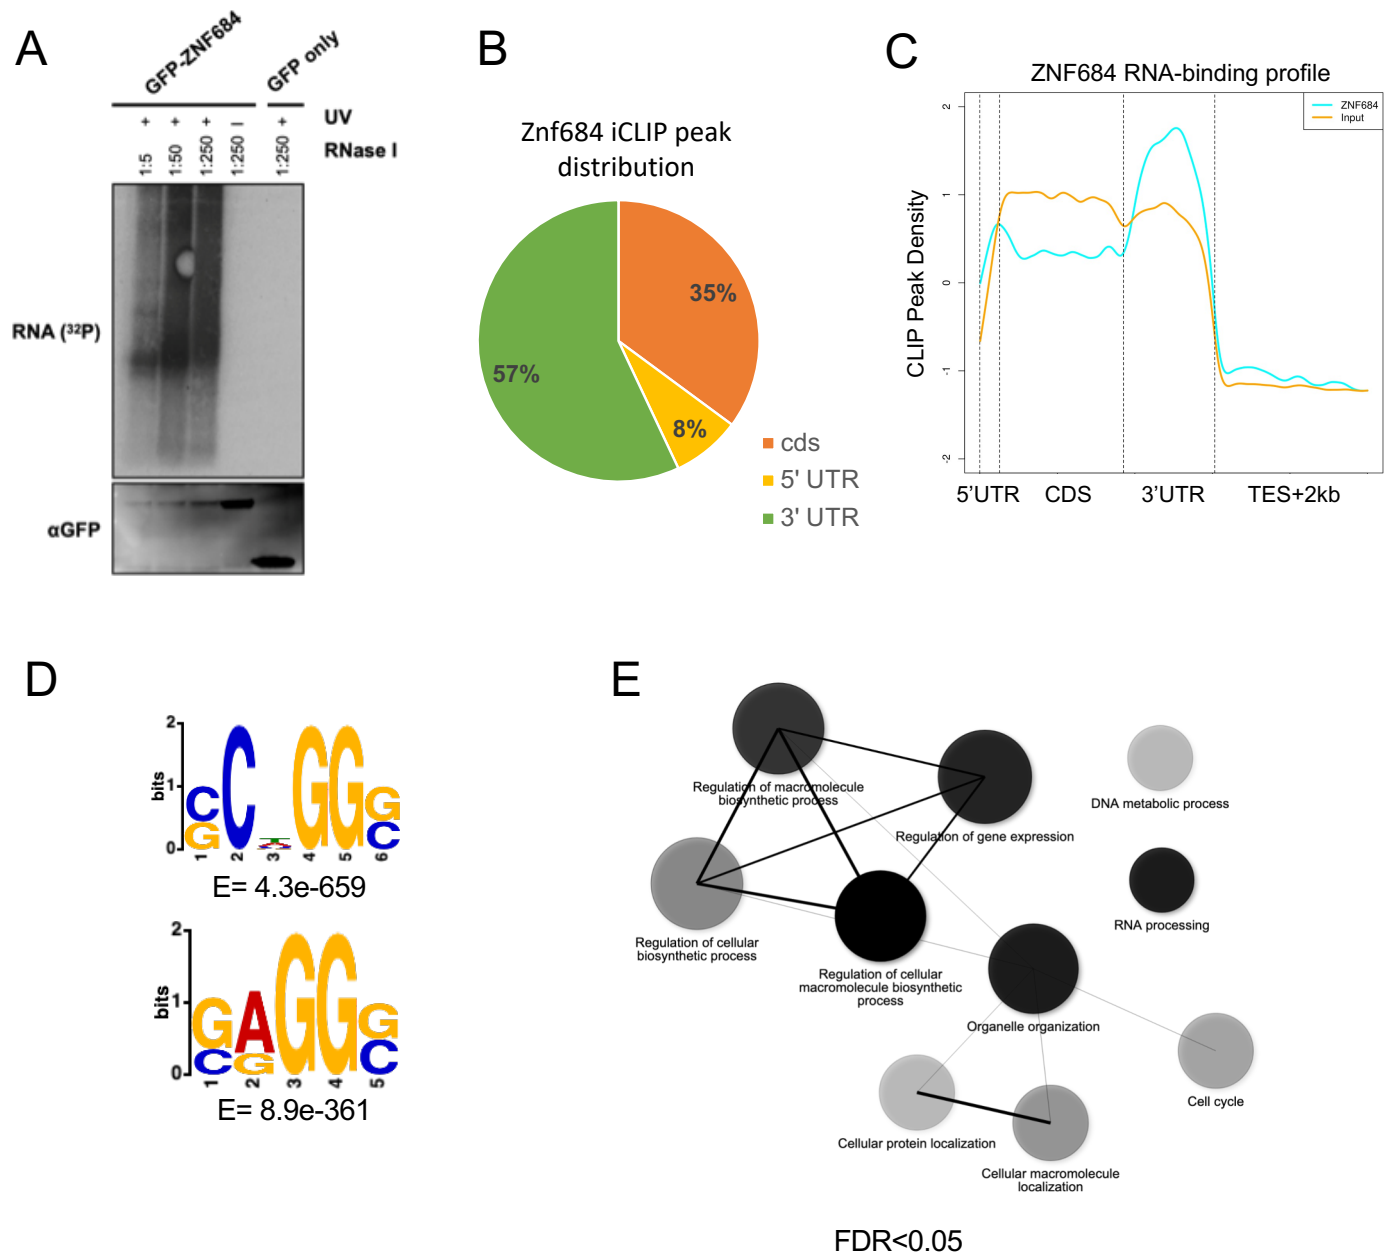 A
GFP-ZNF684
GFP only
+ + + – + UV
1:5 1:50 1:250 1:250 1:250 RNase I
RNA (³²P)
αGFP
B
Znf684 iCLIP peak
distribution
35%
57%
8%
cds
5' UTR
3' UTR
C
ZNF684 RNA-binding profile
ZNF684
Input
CLIP Peak Density
2
1
0
-1
-2
5'UTR CDS 3'UTR TES+2kb
D
bits
2
1
0
CCGGG
GC
1 2 3 4 5 6
E= 4.3e-659
bits
2
1
0
GAGGG
CGC
1 2 3 4 5
E= 8.9e-361
E
Regulation of macromolecule
biosynthetic process
Regulation of gene expression
DNA metabolic process
RNA processing
Regulation of cellular
biosynthetic process
Regulation of cellular
macromolecule biosynthetic
process
Organelle organization
Cell cycle
Cellular protein localization
Cellular macromolecule
localization
FDR<0.05